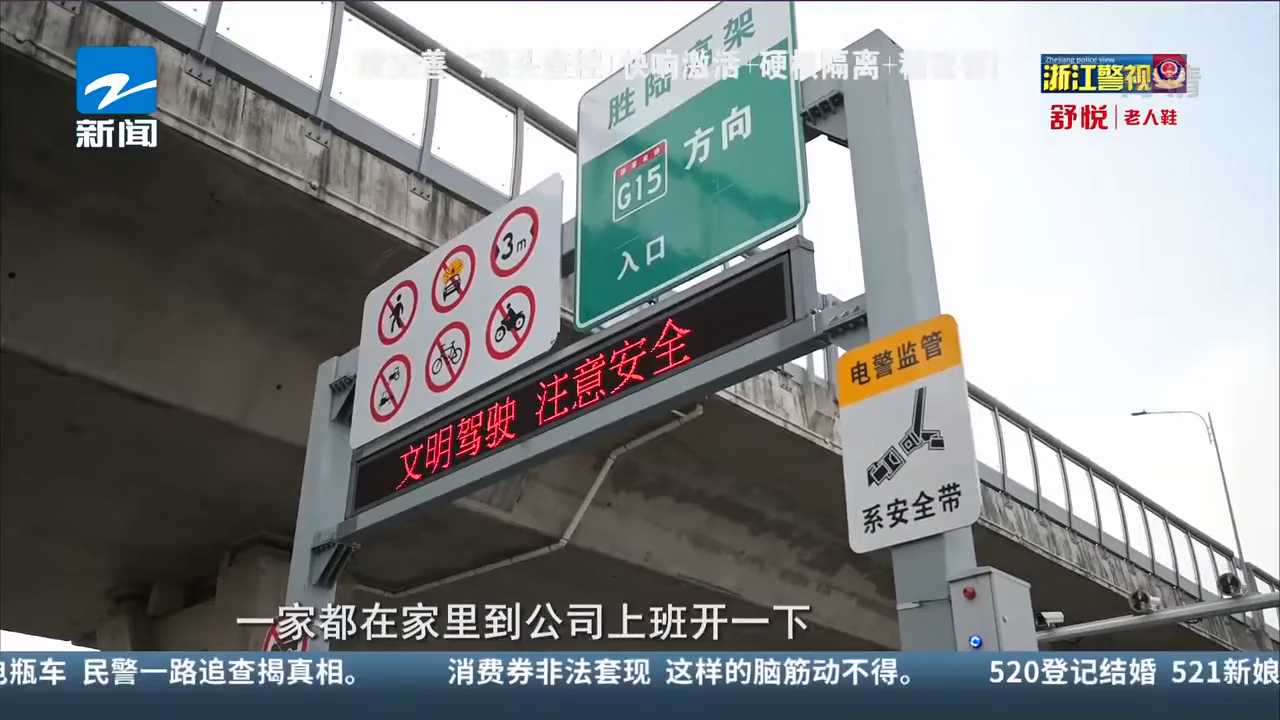 新闻
Zhejiang police view
浙江警视
舒悦 老人鞋
胜陆高架
G15 方向
入口
3m
文明驾驶 注意安全
电警监管
系安全带
一家都在家里到公司上班开一下
电瓶车 民警一路追查揭真相。 消费券非法套现 这样的脑筋动不得。 520登记结婚 521新娘